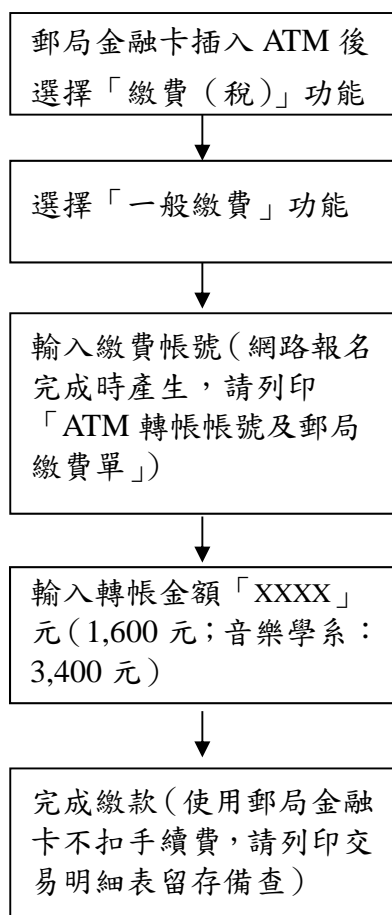 郵局金融卡插入 ATM 後
選擇「繳費（稅）」功能
選擇「一般繳費」功能
輸入繳費帳號（網路報名
完成時產生，請列印
「ATM 轉帳帳號及郵局
繳費單」）
輸入轉帳金額「XXXX」
元（1,600 元；音樂學系：
3,400 元）
完成繳款（使用郵局金融
卡不扣手續費，請列印交
易明細表留存備查）